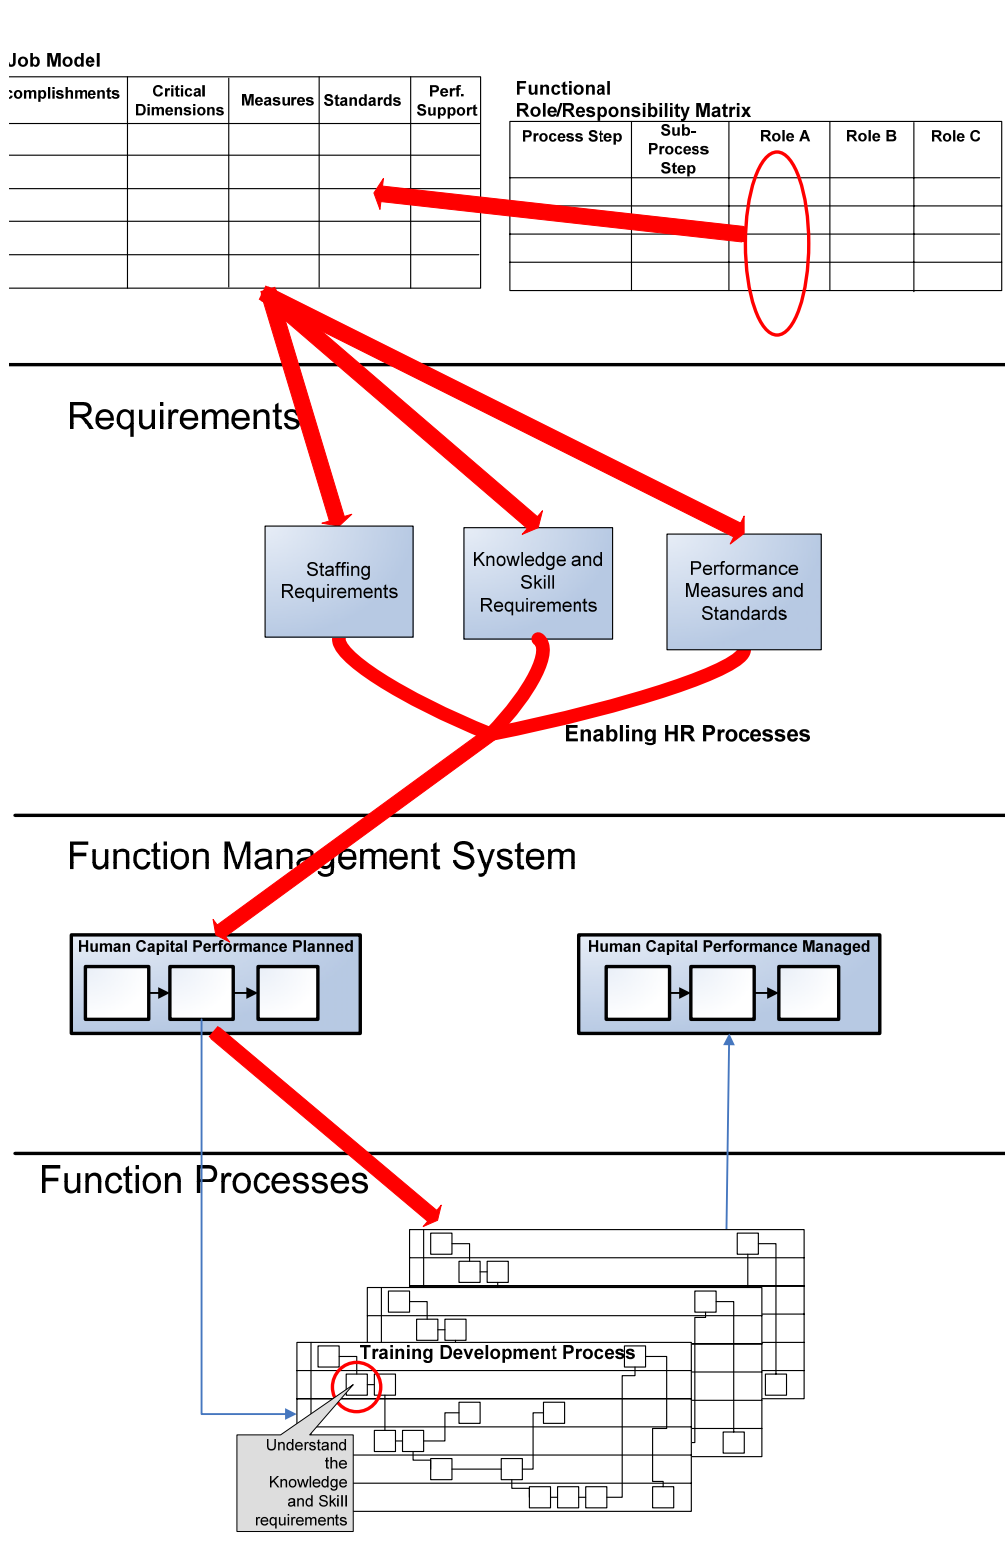 Job Model
complishments
Critical
Dimensions
Measures
Standards
Perf.
Support
Functional
Role/Responsibility Matrix
Process Step
Sub-
Process
Step
Role A
Role B
Role C
Requirements
Staffing
Requirements
Knowledge and
Skill
Requirements
Performance
Measures and
Standards
Enabling HR Processes
Function Management System
Human Capital Performance Planned
Human Capital Performance Managed
Function Processes
Training Development Process
Understand
the
Knowledge
and Skill
requirements